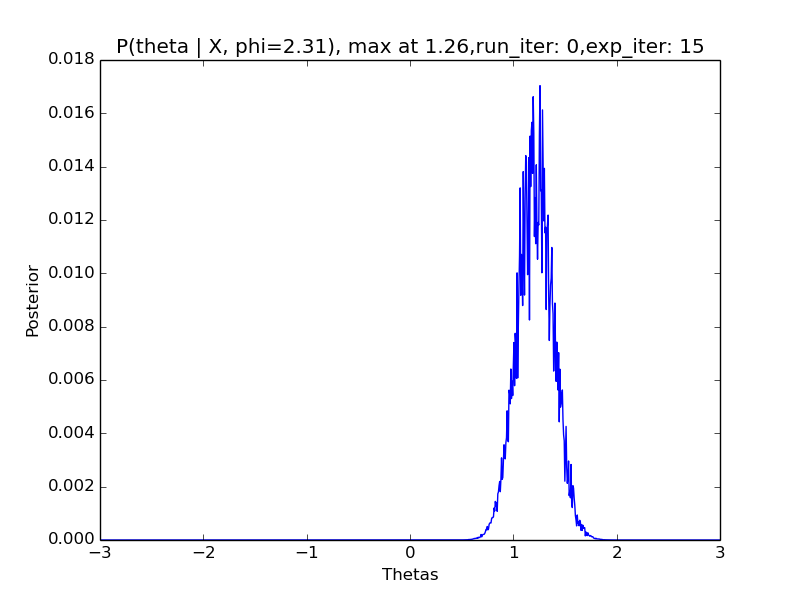 P(theta | X, phi=2.31), max at 1.26,run_iter: 0,exp_iter: 15
0.018
0.016
0.014
0.012
0.010
0.008
0.006
0.004
0.002
0.000
Posterior
−3 −2 −1 0 1 2 3
Thetas